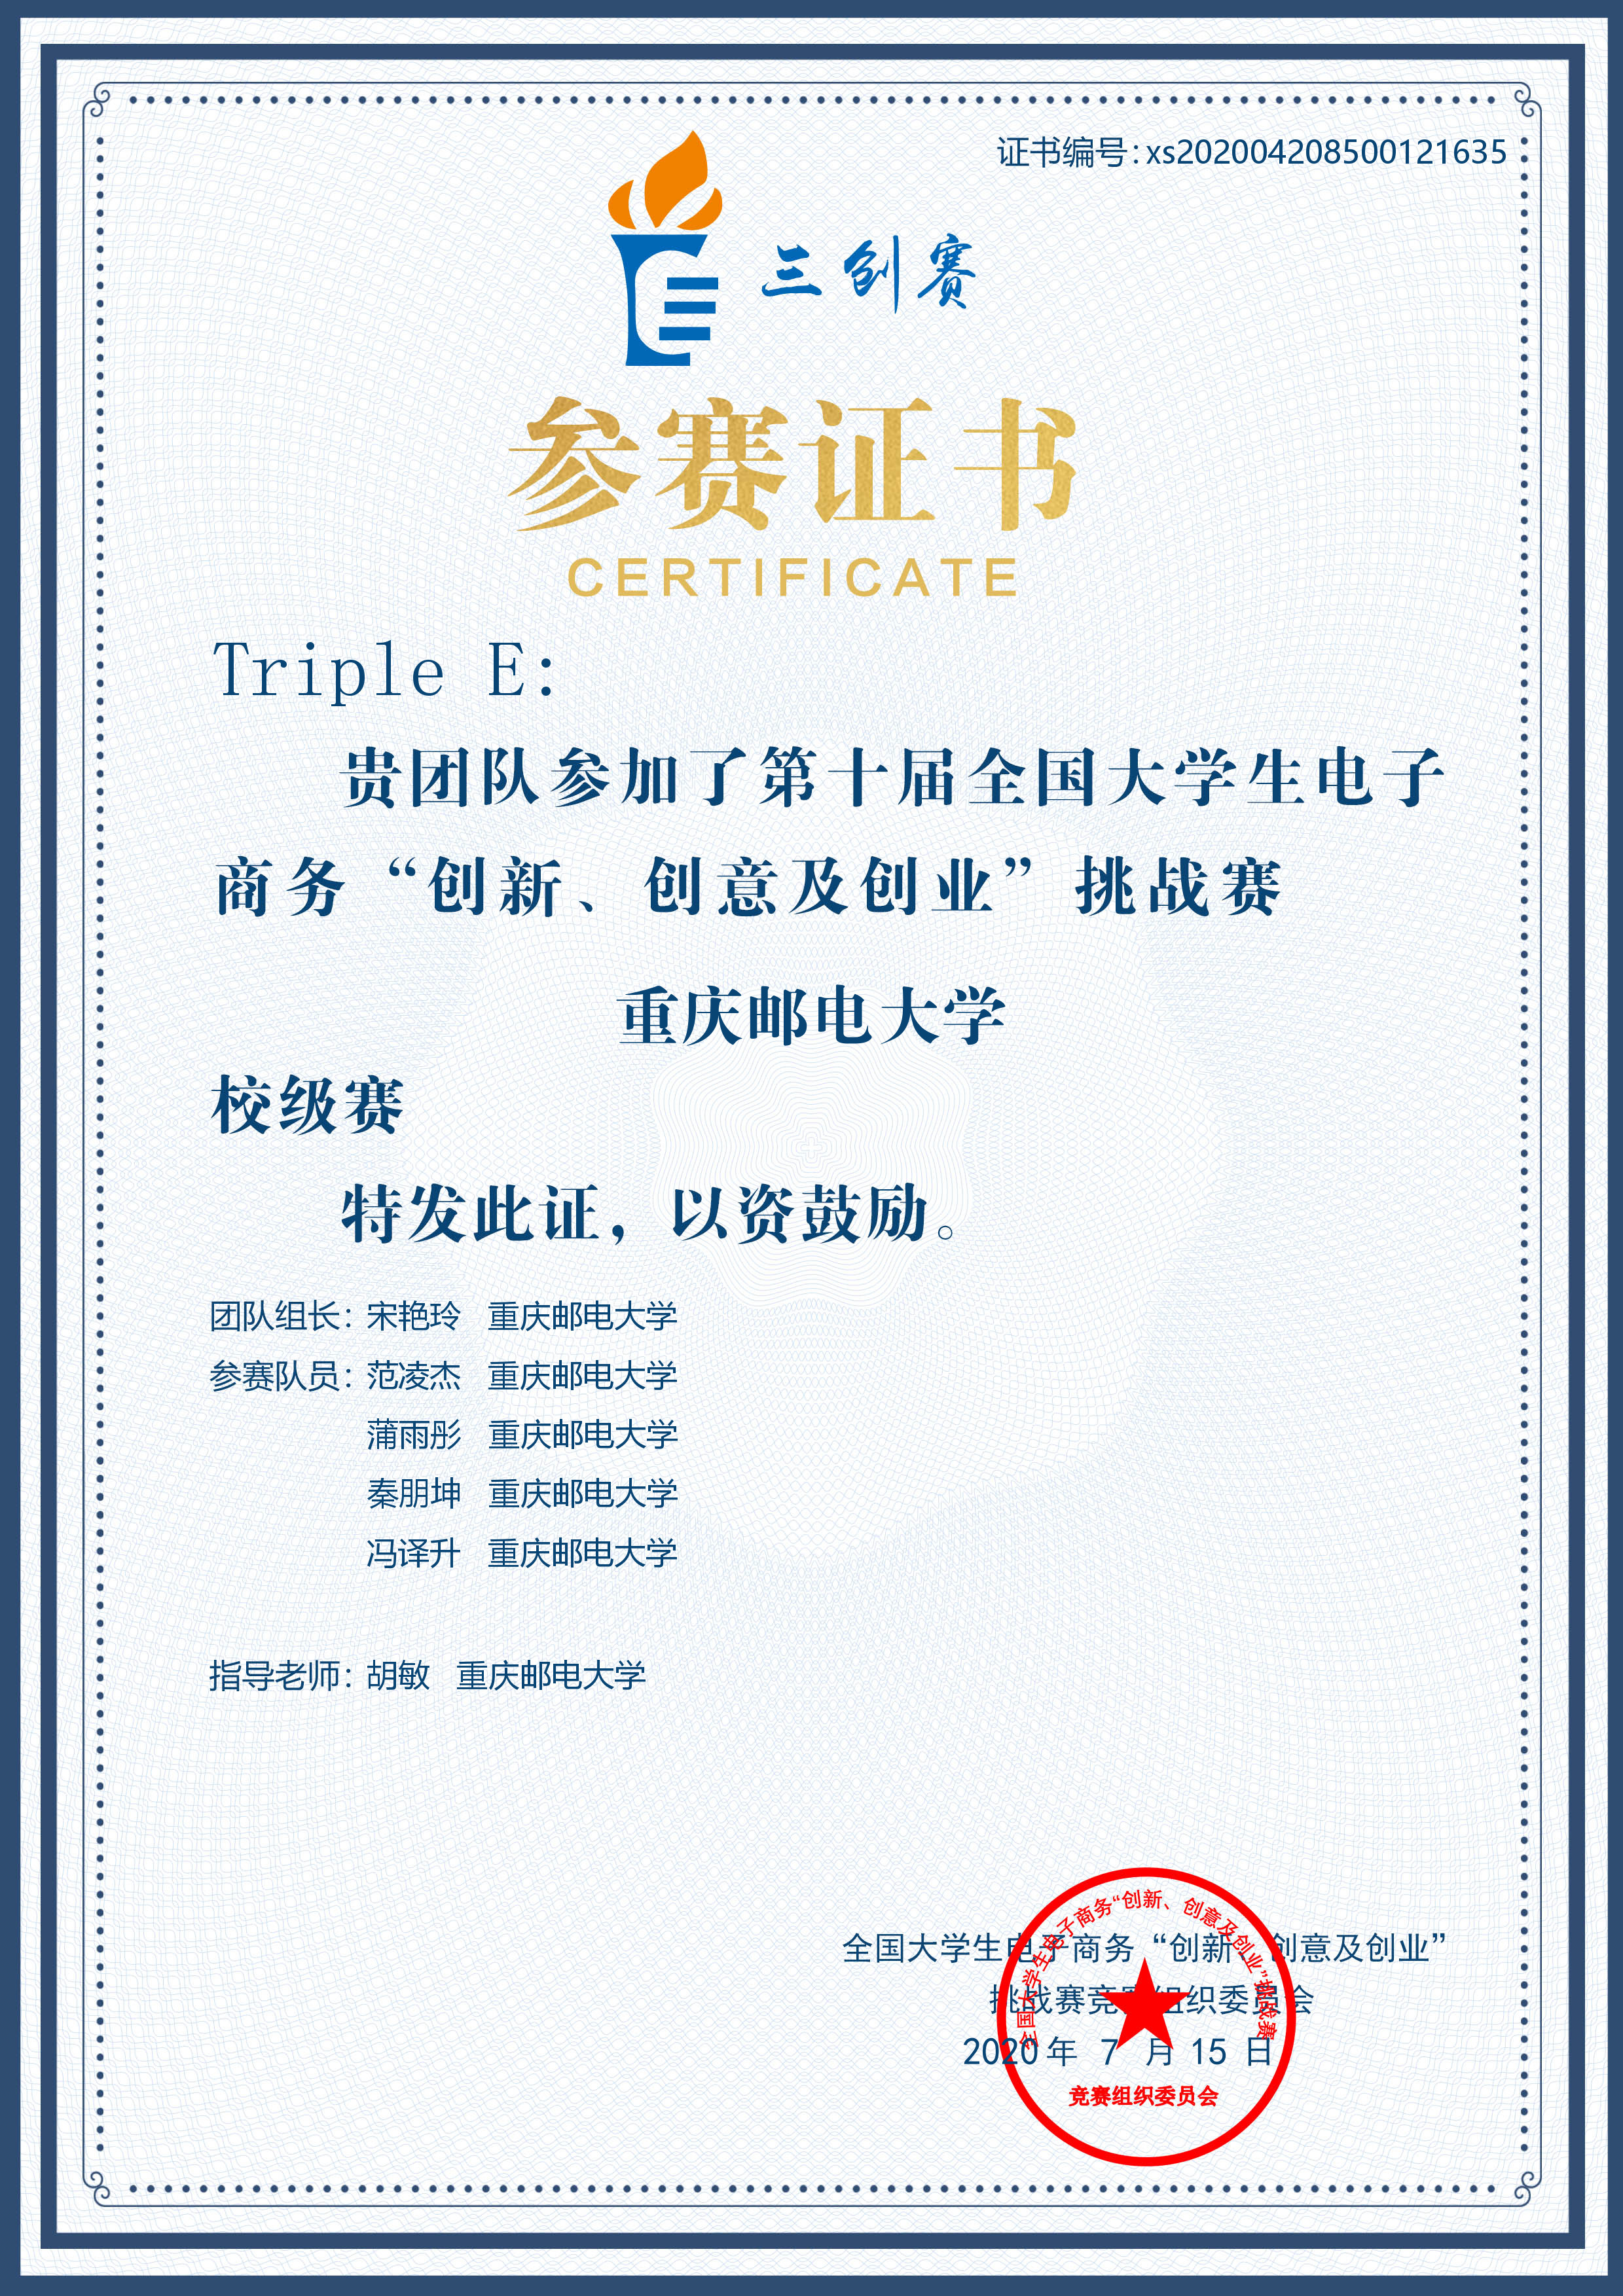 证书编号：xs202004208500121635
三创赛
参赛证书
CERTIFICATE
Triple E:
贵团队参加了第十届全国大学生电子
商务“创新、创意及创业”挑战赛
重庆邮电大学
校级赛
特发此证，以资鼓励。
团队组长：宋艳玲 重庆邮电大学
参赛队员：范凌杰 重庆邮电大学
蒲雨彤 重庆邮电大学
秦朋坤 重庆邮电大学
冯译升 重庆邮电大学
指导老师：胡敏 重庆邮电大学
全国大学生电子商务“创新、创意及创业”
挑战赛竞赛组织委员会
2020年 7 月 15 日
全国大学生电子商务“创新、创意及创业”挑战赛
竞赛组织委员会